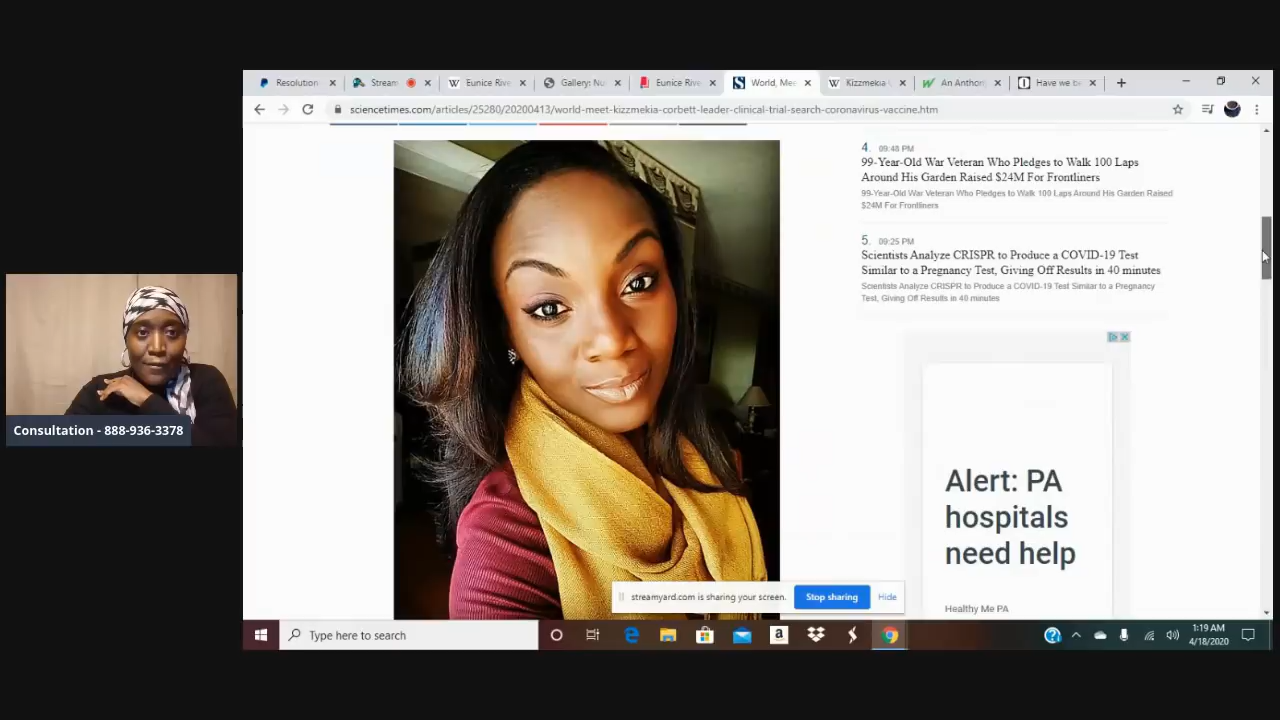 Resolution
Stream
Eunice Rive
Gallery: Nu
Eunice Rive
World, Mee
Kizzmekia
An Anthon
Have we b
sciencetimes.com/articles/25280/20200413/world-meet-kizzmekia-corbett-leader-clinical-trial-search-coronavirus-vaccine.htm
4. 09:48 PM
99-Year-Old War Veteran Who Pledges to Walk 100 Laps
Around His Garden Raised $24M For Frontliners
99-Year-Old War Veteran Who Pledges to Walk 100 Laps Around His Garden Raised
$24M For Frontliners
5. 09:25 PM
Scientists Analyze CRISPR to Produce a COVID-19 Test
Similar to a Pregnancy Test, Giving Off Results in 40 minutes
Scientists Analyze CRISPR to Produce a COVID-19 Test Similar to a Pregnancy
Test, Giving Off Results in 40 minutes
Alert: PA
hospitals
need help
Healthy Me PA
Consultation - 888-936-3378
streamyard.com is sharing your screen.
Stop sharing
Hide
Type here to search
1:19 AM
4/18/2020